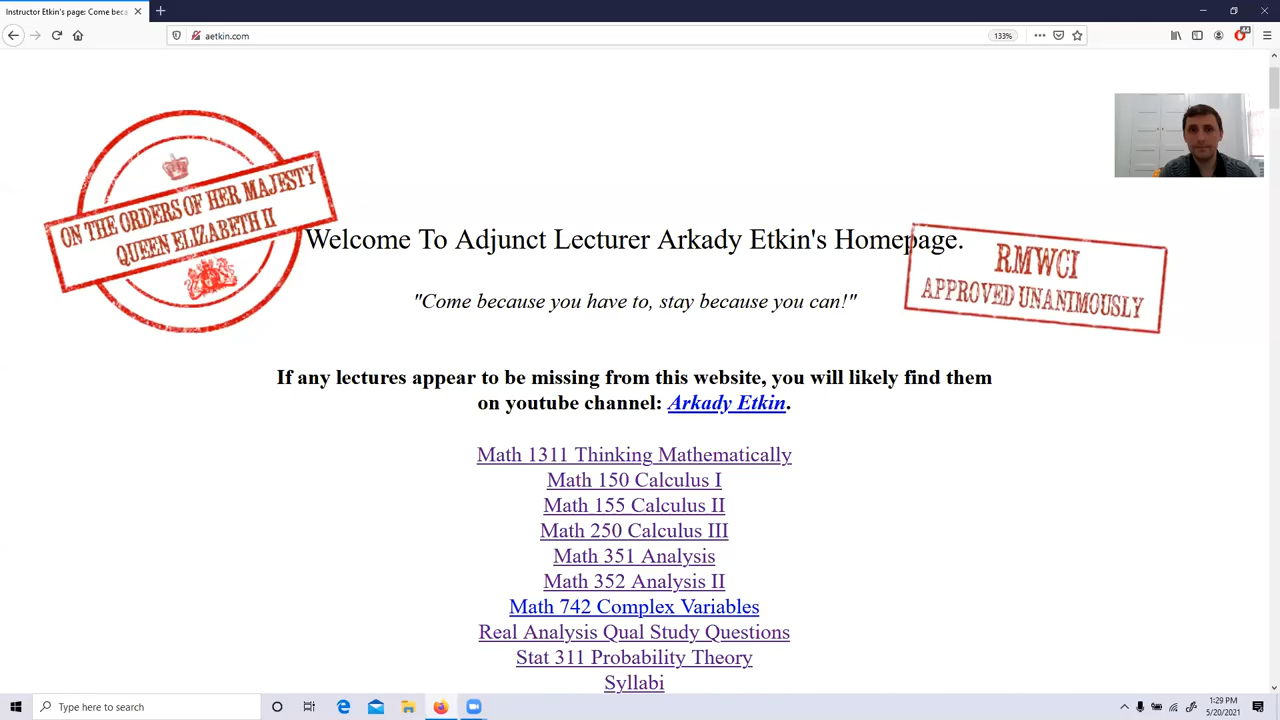 Instructor Etkin's page: Come beca
aetkin.com
133%
44
ON THE ORDERS OF HER MAJESTY
QUEEN ELIZABETH II
Welcome To Adjunct Lecturer Arkady Etkin's Homepage.
RMWCI
APPROVED UNANIMOUSLY
"Come because you have to, stay because you can!"
If any lectures appear to be missing from this website, you will likely find them
on youtube channel: Arkady Etkin.
Math 1311 Thinking Mathematically
Math 150 Calculus I
Math 155 Calculus II
Math 250 Calculus III
Math 351 Analysis
Math 352 Analysis II
Math 742 Complex Variables
Real Analysis Qual Study Questions
Stat 311 Probability Theory
Syllabi
Type here to search
1:29 PM
5/20/2021